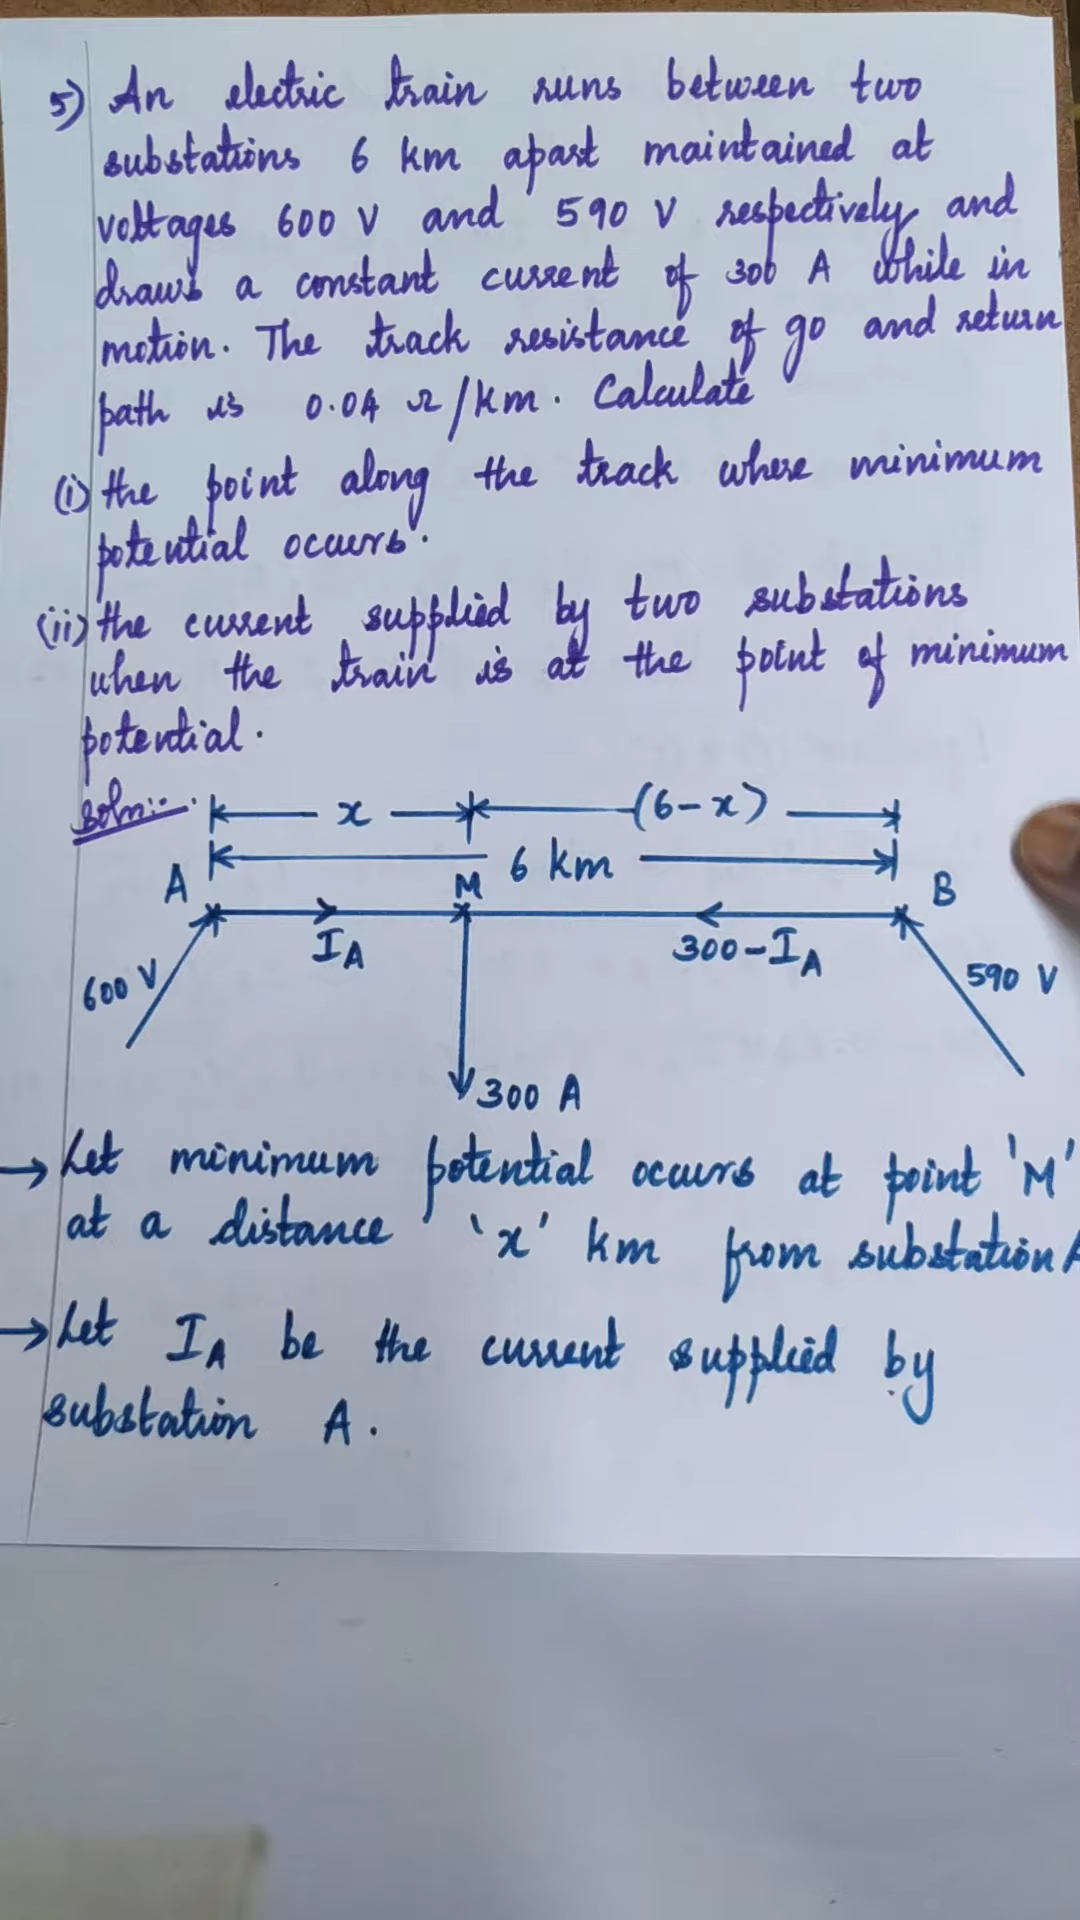 5) An electric train runs between two
substations 6 km apart maintained at
voltages 600 V and 590 V respectively and
draws a constant current of 300 A while in
motion. The track resistance of go and return
path is 0.04 Ω/km. Calculate
(i) the point along the track where minimum
potential occurs.
(ii) the current supplied by two substations
when the train is at the point of minimum
potential.
Soln:-.
x (6-x)
6 km
A M B
I_A 300-I_A
600 V 590 V
300 A
→ Let minimum potential occurs at point 'M'
at a distance 'x' km from substation A
→ Let I_A be the current supplied by
substation A.